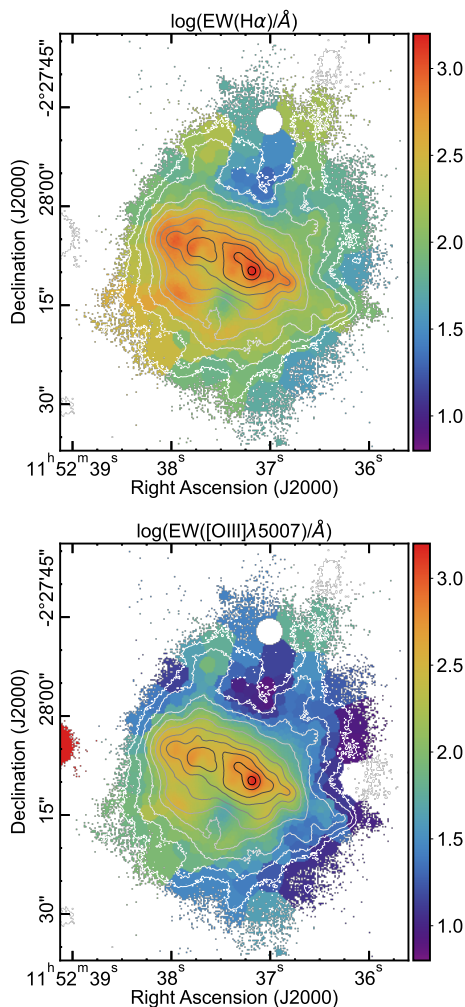 log(EW(Hα)/Å)
3.0
2.5
2.0
1.5
1.0
-2°27'45"
28'00"
15"
30"
Declination (J2000)
11ʰ52ᵐ39ˢ
38ˢ
37ˢ
36ˢ
Right Ascension (J2000)
log(EW([OIII]λ5007)/Å)
3.0
2.5
2.0
1.5
1.0
-2°27'45"
28'00"
15"
30"
Declination (J2000)
11ʰ52ᵐ39ˢ
38ˢ
37ˢ
36ˢ
Right Ascension (J2000)